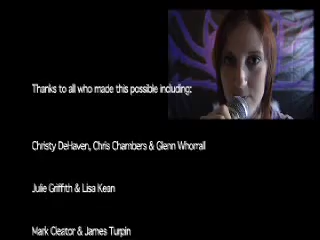 Thanks to all who made this possible including:
Christy DeHaven, Chris Chambers & Glenn Whorrall
Julie Griffith & Lisa Kean
Mark Cleator & James Turpin